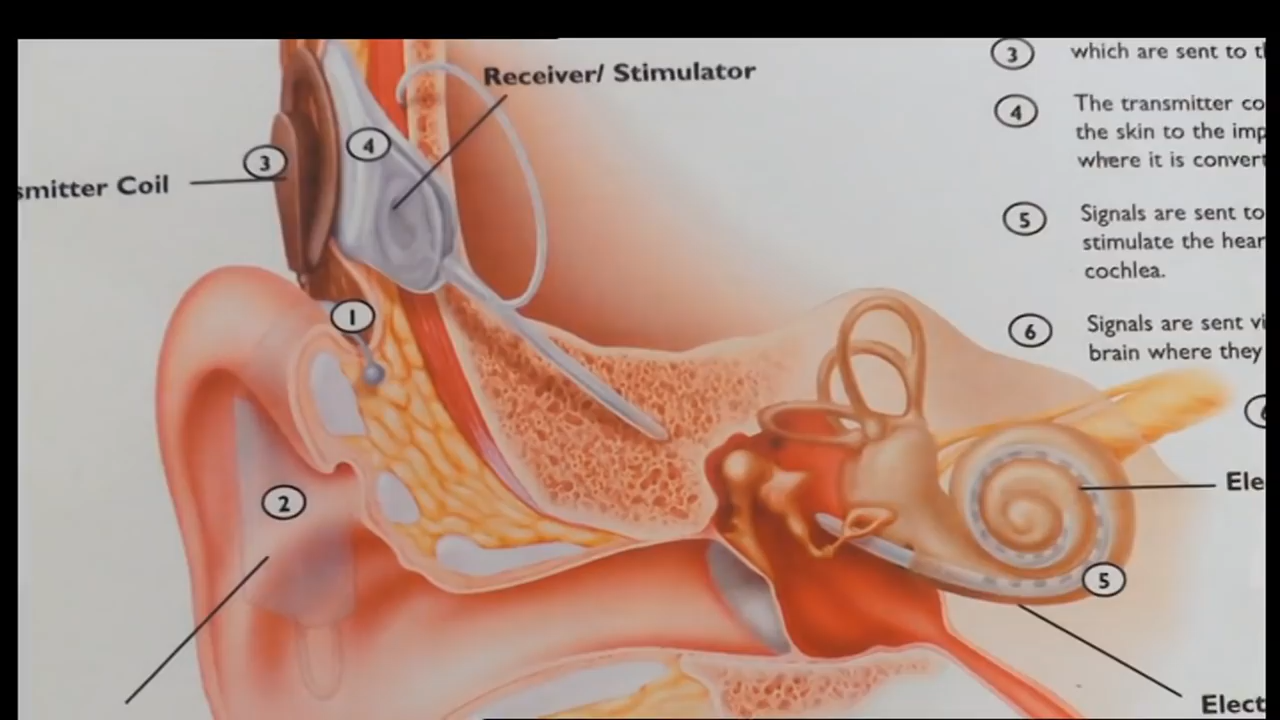 Receiver/ Stimulator
smitter Coil
3
4
1
2
5
Ele
Elect
3 which are sent to t
4 The transmitter co
the skin to the imp
where it is convert
5 Signals are sent to
stimulate the hear
cochlea.
6 Signals are sent vi
brain where they